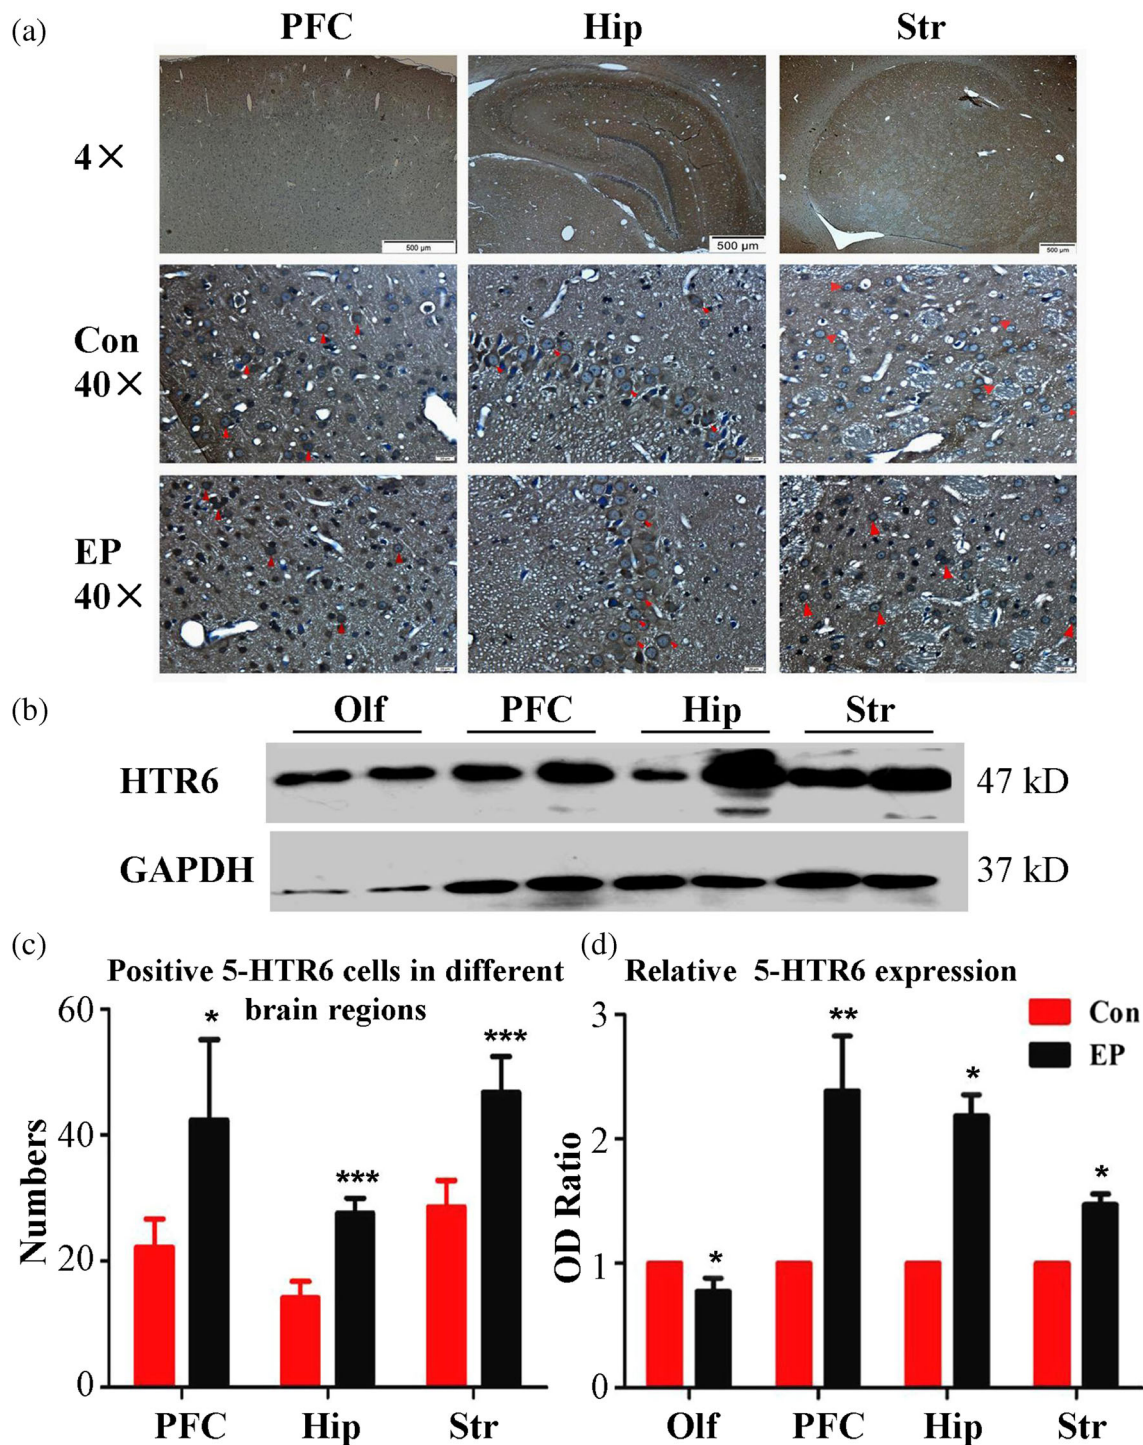 (a)
PFC Hip Str
4×
500 µm 500 µm 500 µm
Con
40×
EP
40×
(b)
Olf PFC Hip Str
HTR6 47 kD
GAPDH 37 kD
(c) (d)
Positive 5-HTR6 cells in different
brain regions
Relative 5-HTR6 expression
Numbers
60
40
20
0
* *** ***
PFC Hip Str
OD Ratio
3
2
1
0
Con
EP
* ** * *
Olf PFC Hip Str